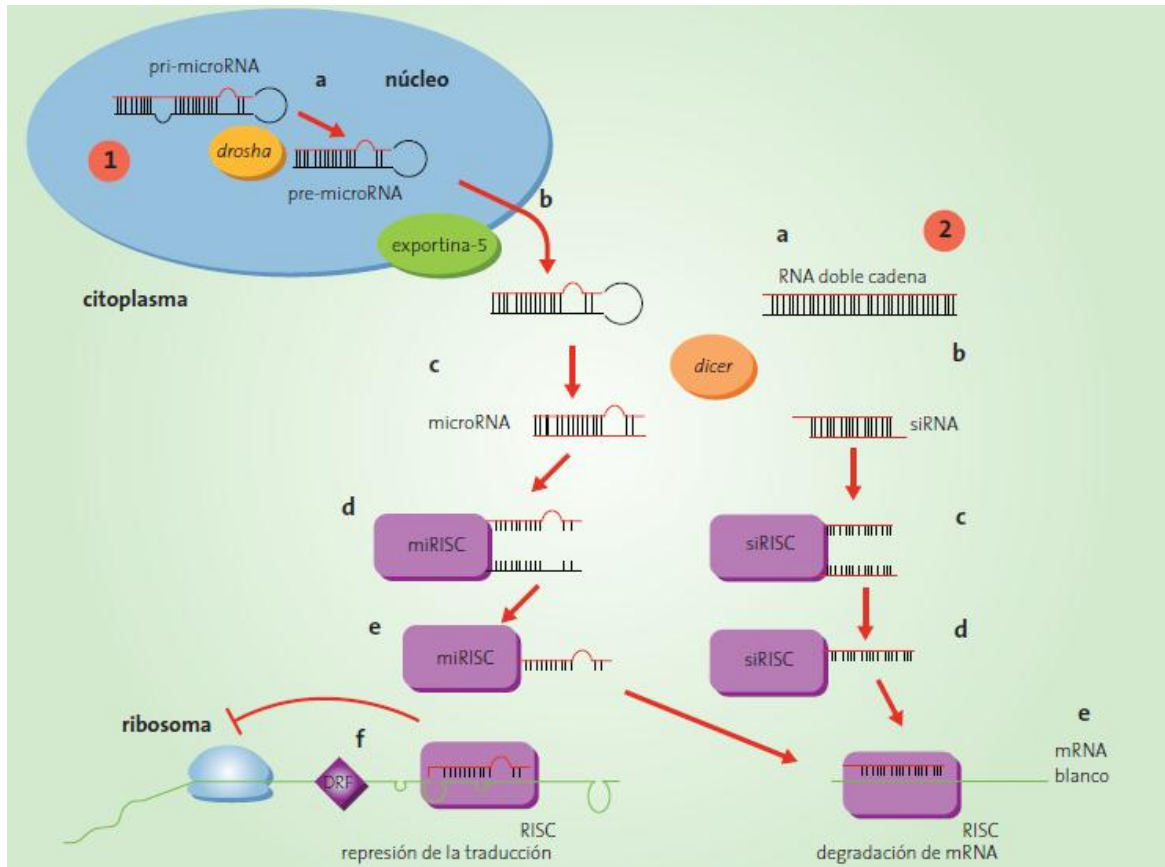 pri-microRNA
a
núcleo
1
drosha
pre-microRNA
b
exportina-5
citoplasma
2
a
RNA doble cadena
b
dicer
c
microRNA
siRNA
d
miRISC
siRISC
c
e
miRISC
siRISC
d
ribosoma
f
DRF
RISC
represión de la traducción
e
mRNA
blanco
RISC
degradación de mRNA